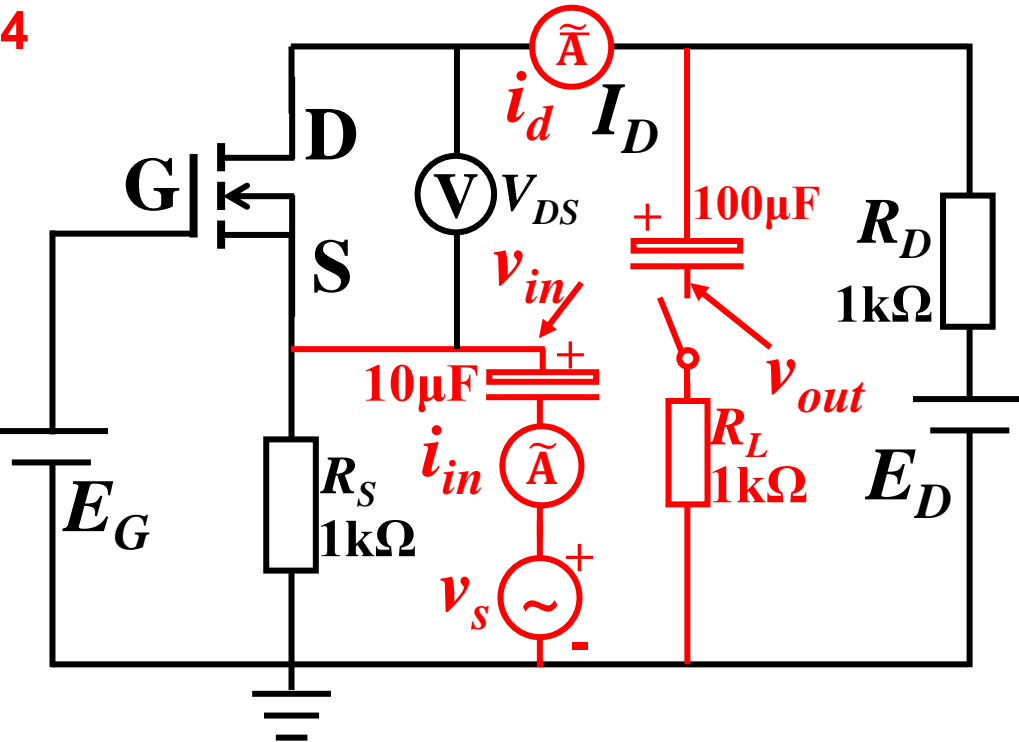 4
A
i_d
I_D
D
G
V
V_DS
+
100μF
R_D
S
v_in
1kΩ
+
10μF
v_out
i_in
A
R_L
R_S
1kΩ
E_D
E_G
1kΩ
+
v_s
~
-